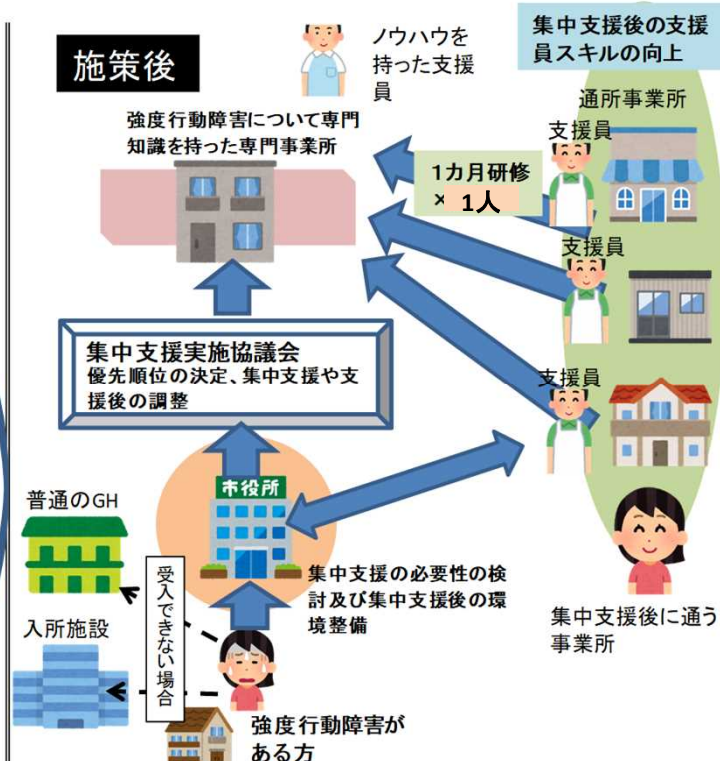 施策後
ノウハウを
持った支援
員
集中支援後の支援
員スキルの向上
強度行動障害について専門
知識を持った専門事業所
通所事業所
支援員
1カ月研修
× 1人
支援員
集中支援実施協議会
優先順位の決定、集中支援や支
援後の調整
支援員
市役所
普通のGH
集中支援の必要性の検
討及び集中支援後の環
境整備
受入できない場合
入所施設
集中支援後に通う
事業所
強度行動障害が
ある方